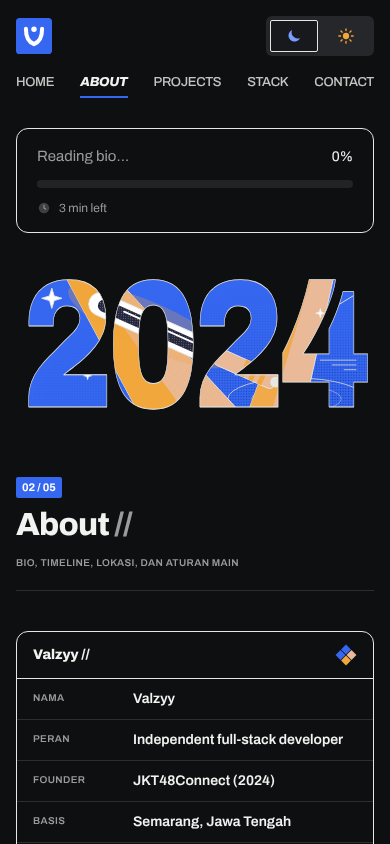 HOME ABOUT PROJECTS STACK CONTACT
Reading bio... 0%
3 min left
2024
02 / 05
About //
BIO, TIMELINE, LOKASI, DAN ATURAN MAIN
Valzyy //
NAMA Valzyy
PERAN Independent full-stack developer
FOUNDER JKT48Connect (2024)
BASIS Semarang, Jawa Tengah